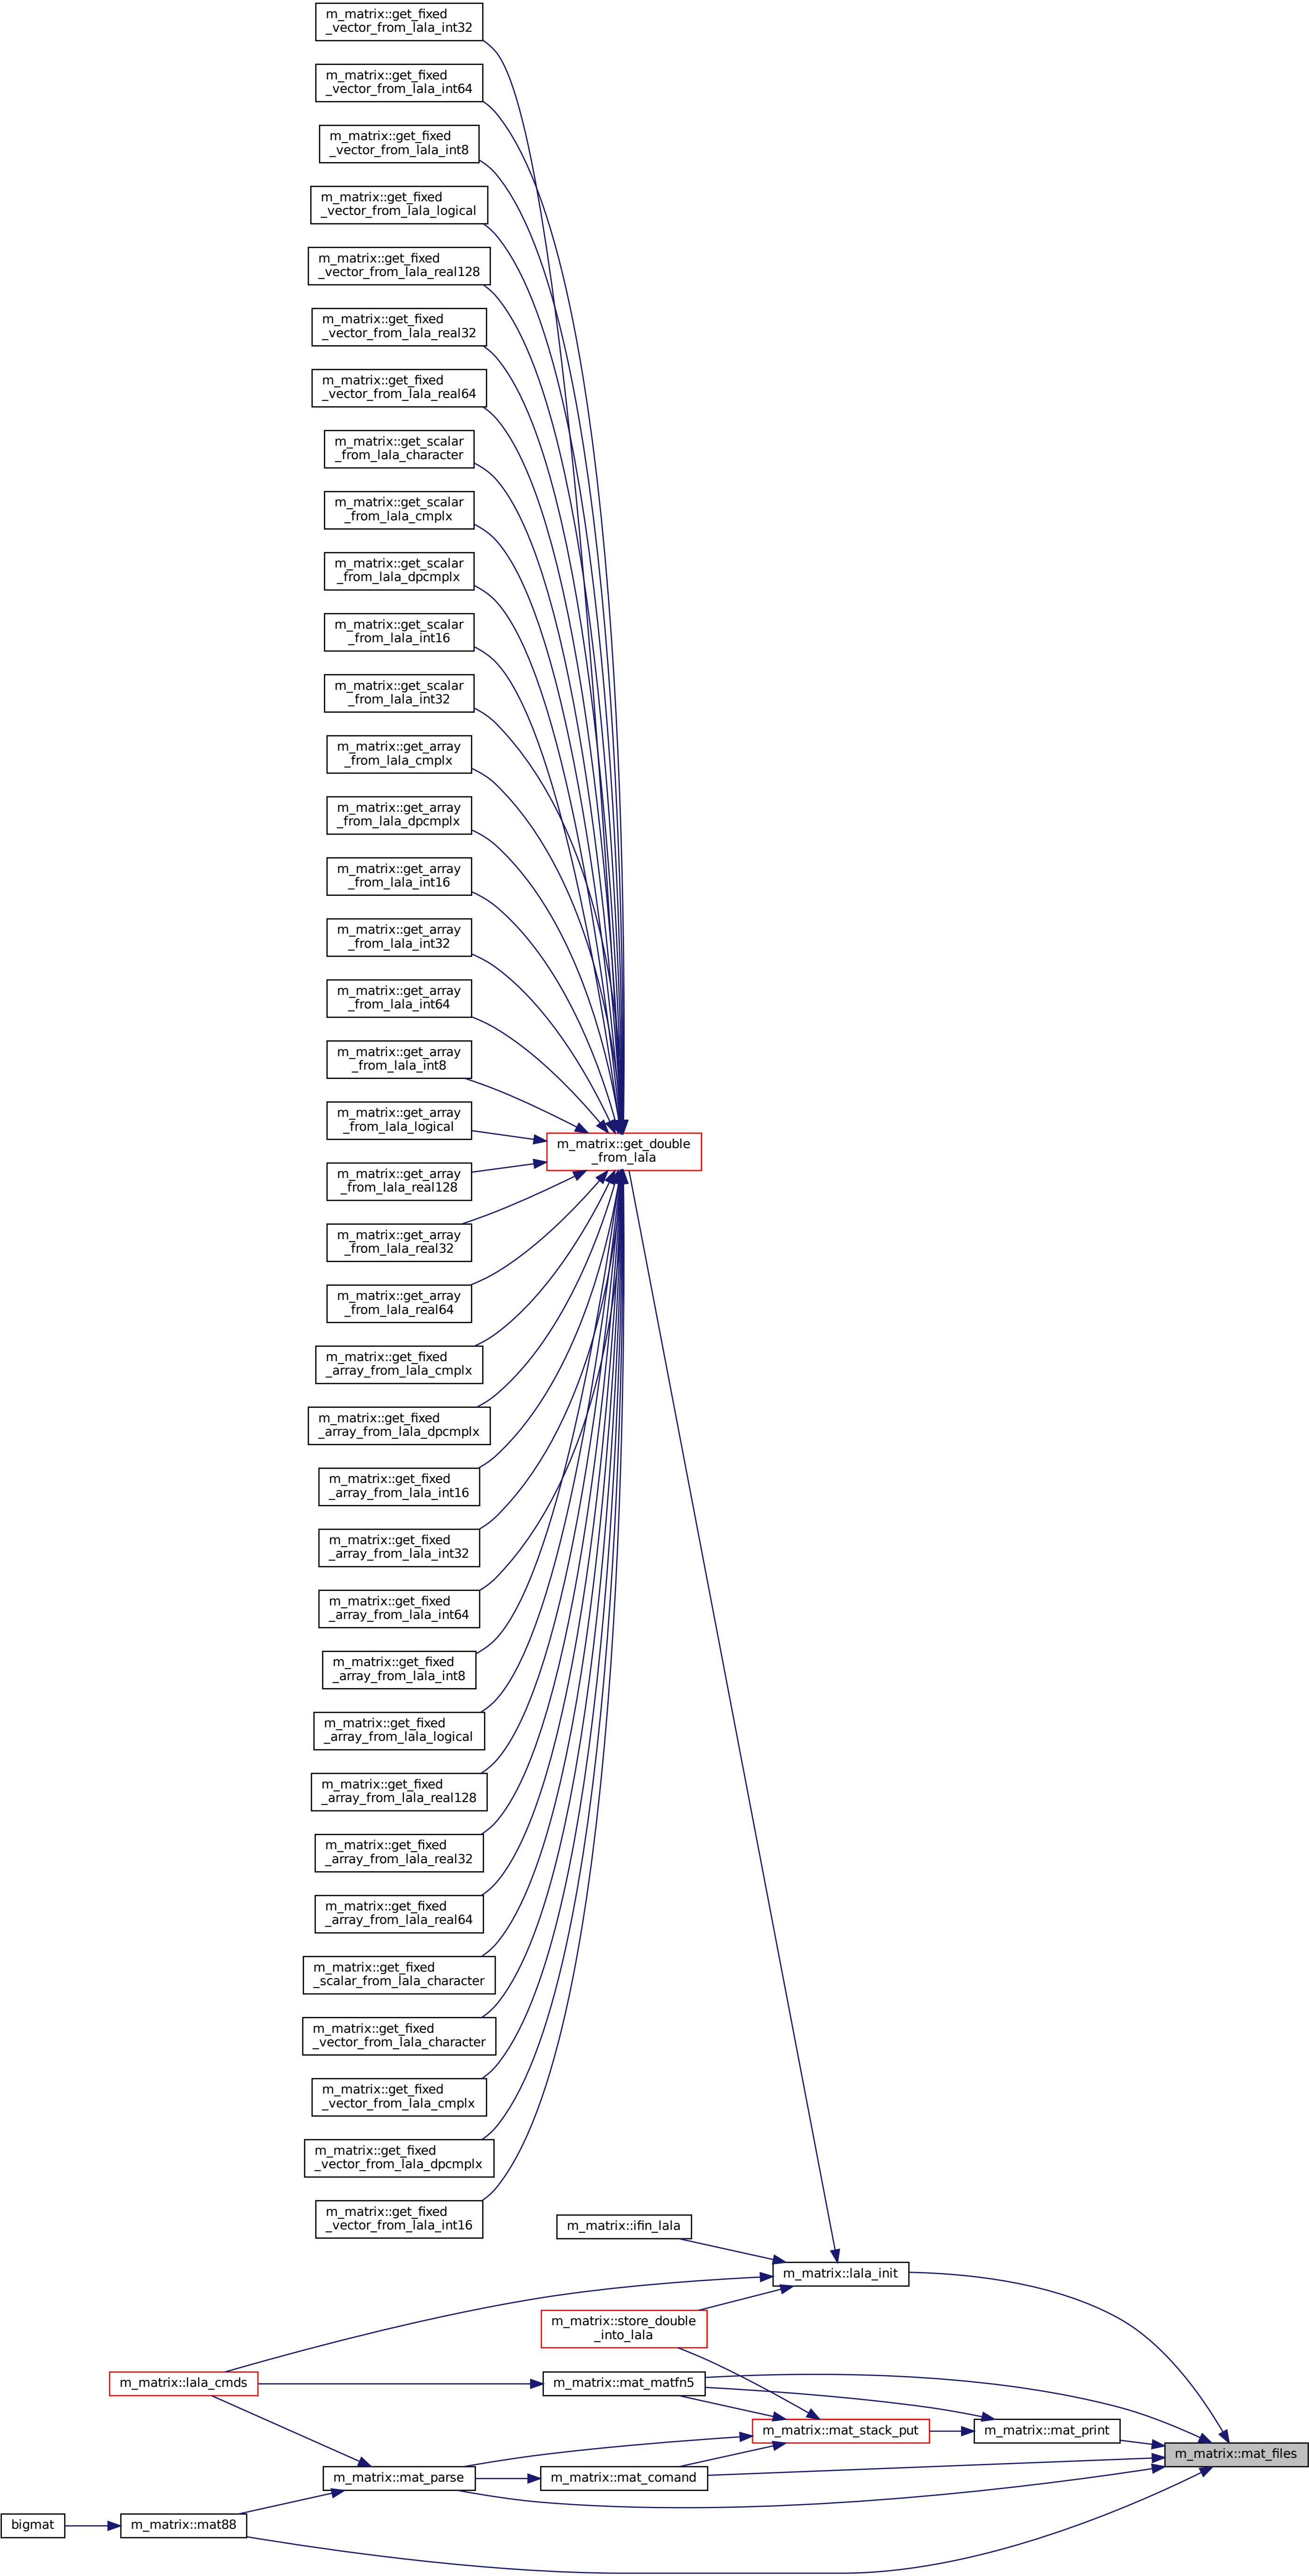 m_matrix::get_fixed
_vector_from_lala_int32
m_matrix::get_fixed
_vector_from_lala_int64
m_matrix::get_fixed
_vector_from_lala_int8
m_matrix::get_fixed
_vector_from_lala_logical
m_matrix::get_fixed
_vector_from_lala_real128
m_matrix::get_fixed
_vector_from_lala_real32
m_matrix::get_fixed
_vector_from_lala_real64
m_matrix::get_scalar
_from_lala_character
m_matrix::get_scalar
_from_lala_cmplx
m_matrix::get_scalar
_from_lala_dpcmplx
m_matrix::get_scalar
_from_lala_int16
m_matrix::get_scalar
_from_lala_int32
m_matrix::get_array
_from_lala_cmplx
m_matrix::get_array
_from_lala_dpcmplx
m_matrix::get_array
_from_lala_int16
m_matrix::get_array
_from_lala_int32
m_matrix::get_array
_from_lala_int64
m_matrix::get_array
_from_lala_int8
m_matrix::get_array
_from_lala_logical
m_matrix::get_double
_from_lala
m_matrix::get_array
_from_lala_real128
m_matrix::get_array
_from_lala_real32
m_matrix::get_array
_from_lala_real64
m_matrix::get_fixed
_array_from_lala_cmplx
m_matrix::get_fixed
_array_from_lala_dpcmplx
m_matrix::get_fixed
_array_from_lala_int16
m_matrix::get_fixed
_array_from_lala_int32
m_matrix::get_fixed
_array_from_lala_int64
m_matrix::get_fixed
_array_from_lala_int8
m_matrix::get_fixed
_array_from_lala_logical
m_matrix::get_fixed
_array_from_lala_real128
m_matrix::get_fixed
_array_from_lala_real32
m_matrix::get_fixed
_array_from_lala_real64
m_matrix::get_fixed
_scalar_from_lala_character
m_matrix::get_fixed
_vector_from_lala_character
m_matrix::get_fixed
_vector_from_lala_cmplx
m_matrix::get_fixed
_vector_from_lala_dpcmplx
m_matrix::get_fixed
_vector_from_lala_int16
m_matrix::ifin_lala
m_matrix::lala_init
m_matrix::store_double
_into_lala
m_matrix::lala_cmds
m_matrix::mat_matfn5
m_matrix::mat_stack_put
m_matrix::mat_print
m_matrix::mat_files
m_matrix::mat_parse
m_matrix::mat_comand
bigmat
m_matrix::mat88